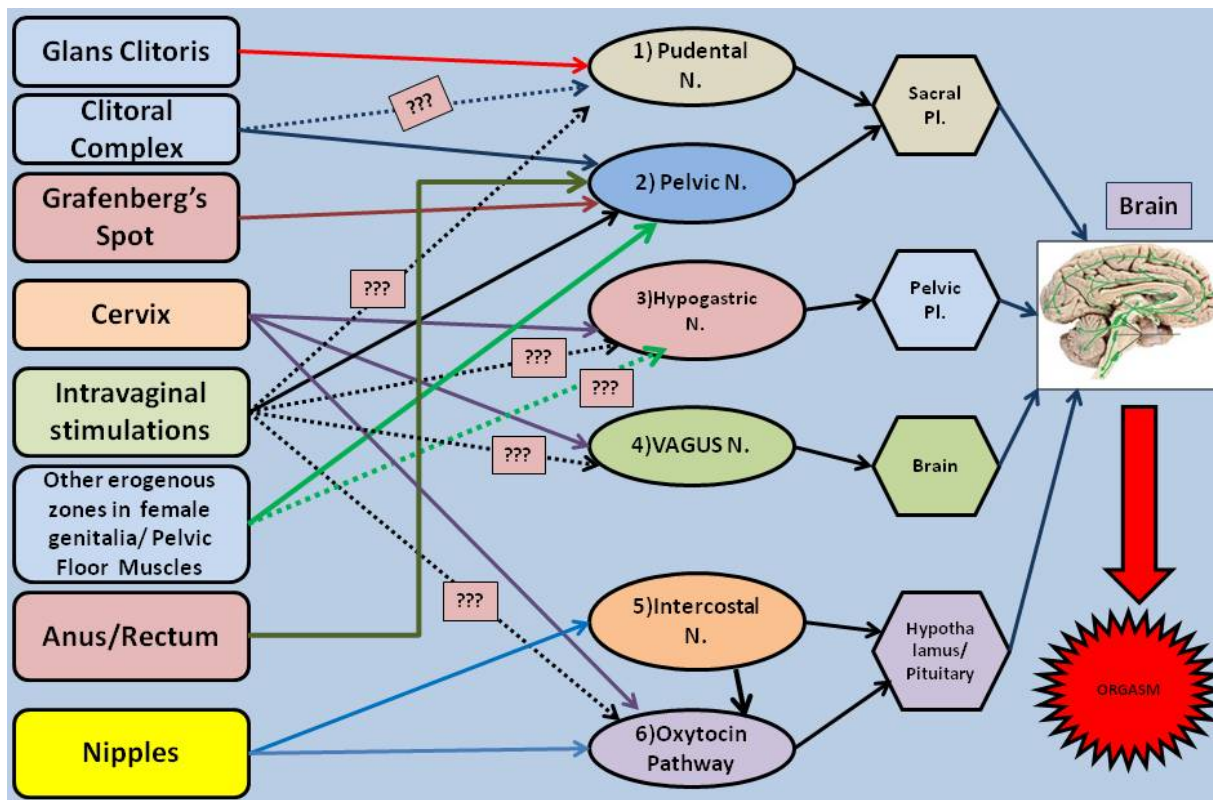 Glans Clitoris
Clitoral
Complex
Grafenberg's
Spot
Cervix
Intravaginal
stimulations
Other erogenous
zones in female
genitalia/ Pelvic
Floor Muscles
Anus/Rectum
Nipples
???
???
???
???
???
???
1) Pudental
N.
2) Pelvic N.
3)Hypogastric
N.
4)VAGUS N.
5)Intercostal
N.
6)Oxytocin
Pathway
Sacral
Pl.
Pelvic
Pl.
Brain
Hypotha
lamus/
Pituitary
Brain
ORGASM